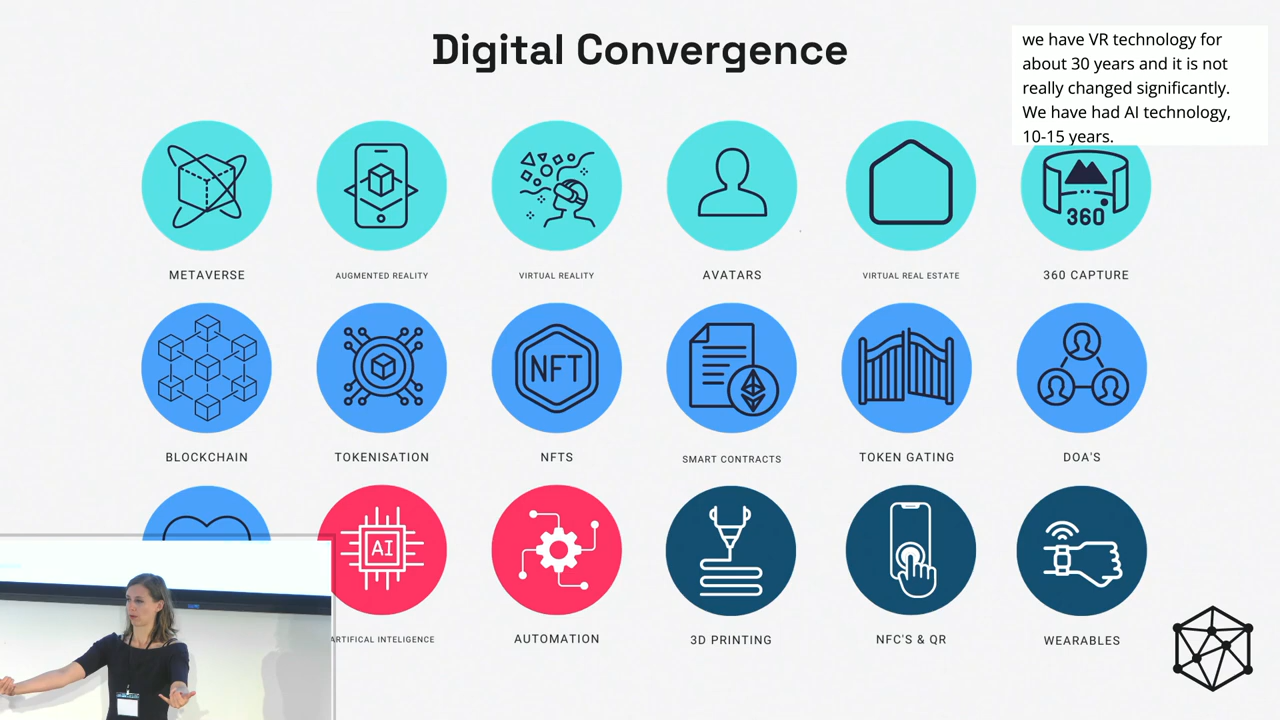 Digital Convergence
we have VR technology for
about 30 years and it is not
really changed significantly.
We have had AI technology,
10-15 years.
360°
METAVERSE
AUGMENTED REALITY
VIRTUAL REALITY
AVATARS
VIRTUAL REAL ESTATE
360 CAPTURE
NFT
BLOCKCHAIN
TOKENISATION
NFTS
SMART CONTRACTS
TOKEN GATING
DOA'S
AI
ARTIFICAL INTELIGENCE
AUTOMATION
3D PRINTING
NFC'S & QR
WEARABLES